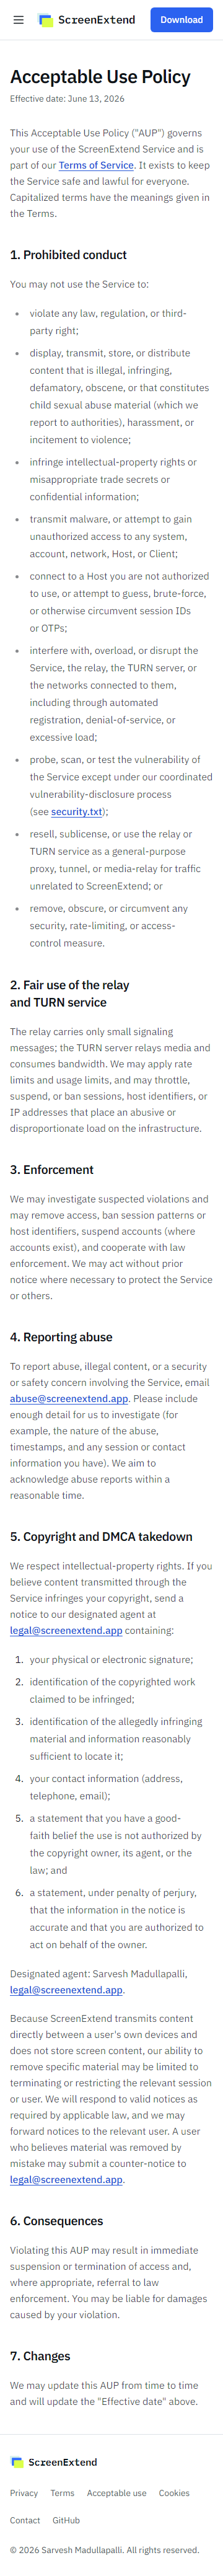 ScreenExtend
Download
Acceptable Use Policy
Effective date: June 13, 2026
This Acceptable Use Policy ("AUP") governs
your use of the ScreenExtend Service and is
part of our Terms of Service. It exists to keep
the Service safe and lawful for everyone.
Capitalized terms have the meanings given in
the Terms.
1. Prohibited conduct
You may not use the Service to:
• violate any law, regulation, or third-
party right;
• display, transmit, store, or distribute
content that is illegal, infringing,
defamatory, obscene, or that constitutes
child sexual abuse material (which we
report to authorities), harassment, or
incitement to violence;
• infringe intellectual-property rights or
misappropriate trade secrets or
confidential information;
• transmit malware, or attempt to gain
unauthorized access to any system,
account, network, Host, or Client;
• connect to a Host you are not authorized
to use, or attempt to guess, brute-force,
or otherwise circumvent session IDs
or OTPs;
• interfere with, overload, or disrupt the
Service, the relay, the TURN server, or
the networks connected to them,
including through automated
registration, denial-of-service, or
excessive load;
• probe, scan, or test the vulnerability of
the Service except under our coordinated
vulnerability-disclosure process
(see security.txt);
• resell, sublicense, or use the relay or
TURN service as a general-purpose
proxy, tunnel, or media-relay for traffic
unrelated to ScreenExtend; or
• remove, obscure, or circumvent any
security, rate-limiting, or access-
control measure.
2. Fair use of the relay
and TURN service
The relay carries only small signaling
messages; the TURN server relays media and
consumes bandwidth. We may apply rate
limits and usage limits, and may throttle,
suspend, or ban sessions, host identifiers, or
IP addresses that place an abusive or
disproportionate load on the infrastructure.
3. Enforcement
We may investigate suspected violations and
may remove access, ban session patterns or
host identifiers, suspend accounts (where
accounts exist), and cooperate with law
enforcement. We may act without prior
notice where necessary to protect the Service
or others.
4. Reporting abuse
To report abuse, illegal content, or a security
or safety concern involving the Service, email
abuse@screenextend.app. Please include
enough detail for us to investigate (for
example, the nature of the abuse,
timestamps, and any session or contact
information you have). We aim to
acknowledge abuse reports within a
reasonable time.
5. Copyright and DMCA takedown
We respect intellectual-property rights. If you
believe content transmitted through the
Service infringes your copyright, send a
notice to our designated agent at
legal@screenextend.app containing:
1. your physical or electronic signature;
2. identification of the copyrighted work
claimed to be infringed;
3. identification of the allegedly infringing
material and information reasonably
sufficient to locate it;
4. your contact information (address,
telephone, email);
5. a statement that you have a good-
faith belief the use is not authorized by
the copyright owner, its agent, or the
law; and
6. a statement, under penalty of perjury,
that the information in the notice is
accurate and that you are authorized to
act on behalf of the owner.
Designated agent: Sarvesh Madullapalli,
legal@screenextend.app.
Because ScreenExtend transmits content
directly between a user's own devices and
does not store screen content, our ability to
remove specific material may be limited to
terminating or restricting the relevant session
or user. We will respond to valid notices as
required by applicable law, and we may
forward notices to the relevant user. A user
who believes material was removed by
mistake may submit a counter-notice to
legal@screenextend.app.
6. Consequences
Violating this AUP may result in immediate
suspension or termination of access and,
where appropriate, referral to law
enforcement. You may be liable for damages
caused by your violation.
7. Changes
We may update this AUP from time to time
and will update the "Effective date" above.
ScreenExtend
Privacy Terms Acceptable use Cookies
Contact GitHub
© 2026 Sarvesh Madullapalli. All rights reserved.